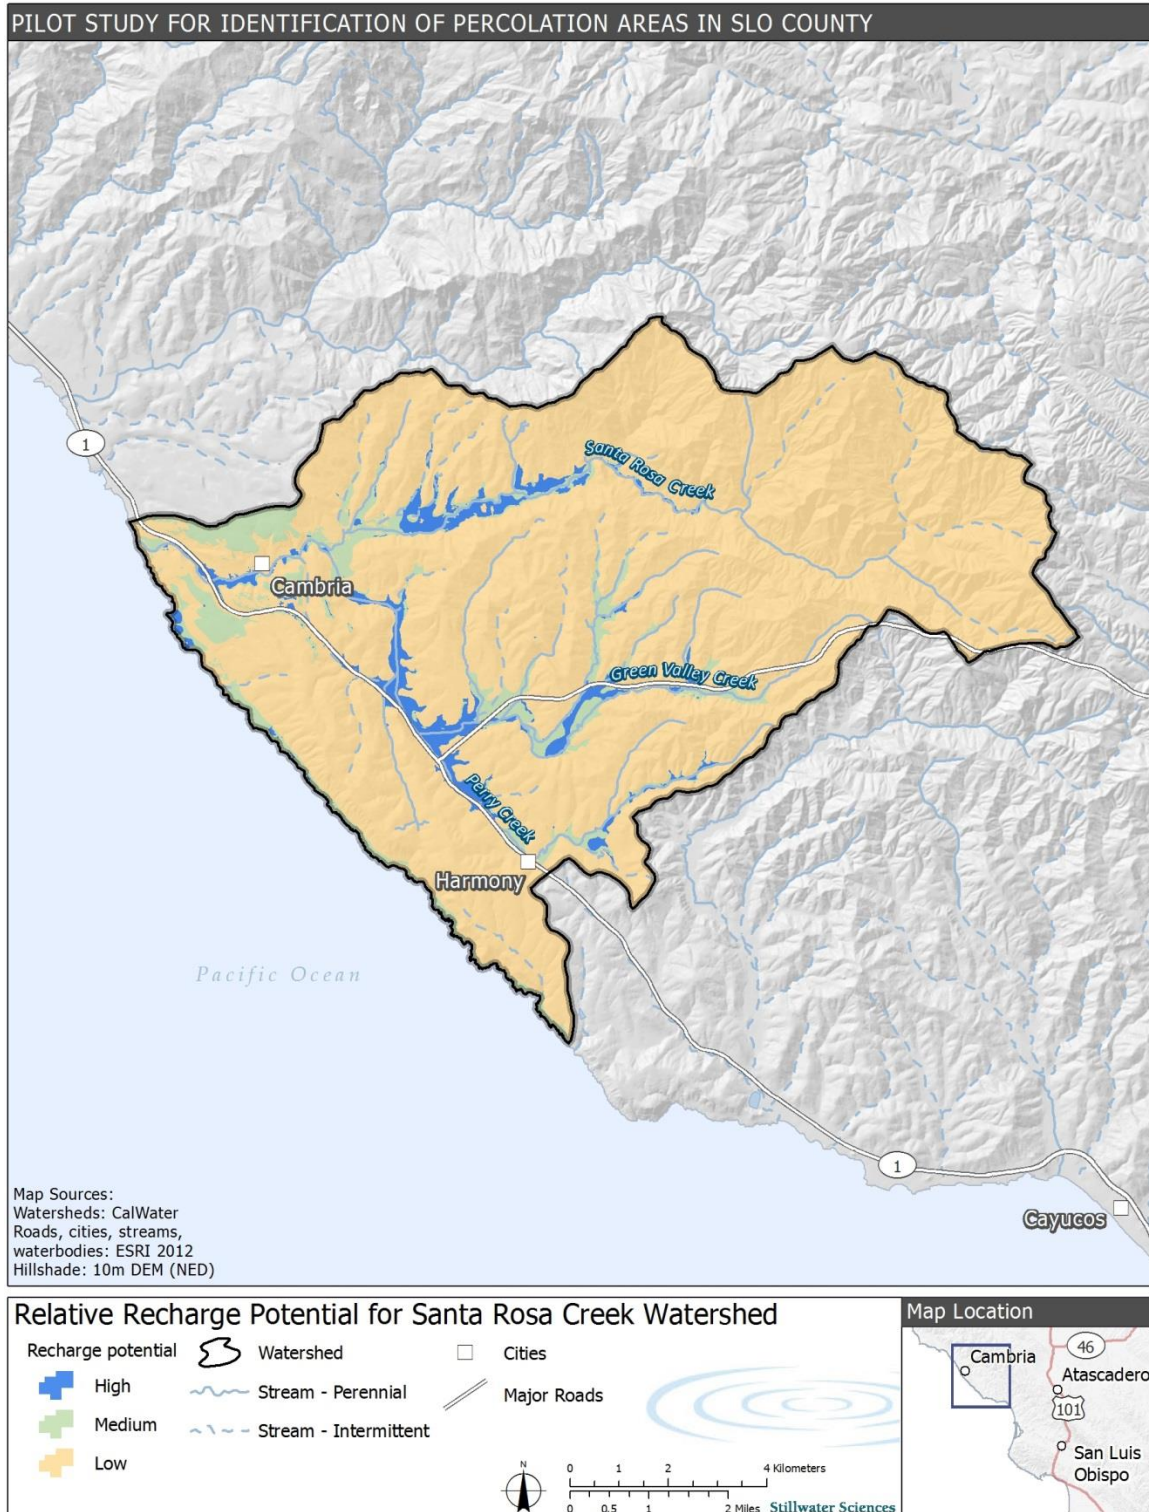 PILOT STUDY FOR IDENTIFICATION OF PERCOLATION AREAS IN SLO COUNTY
1
Santa Rosa Creek
Cambria
Green Valley Creek
Perry Creek
Harmony
Pacific Ocean
1
Cayucos
Map Sources:
Watersheds: CalWater
Roads, cities, streams,
waterbodies: ESRI 2012
Hillshade: 10m DEM (NED)
Relative Recharge Potential for Santa Rosa Creek Watershed
Recharge potential
High
Medium
Low
Watershed
Stream - Perennial
Stream - Intermittent
Cities
Major Roads
N
0 1 2 4 Kilometers
0 0.5 1 2 Miles
Stillwater Sciences
Map Location
46
Cambria
Atascadero
101
San Luis
Obispo